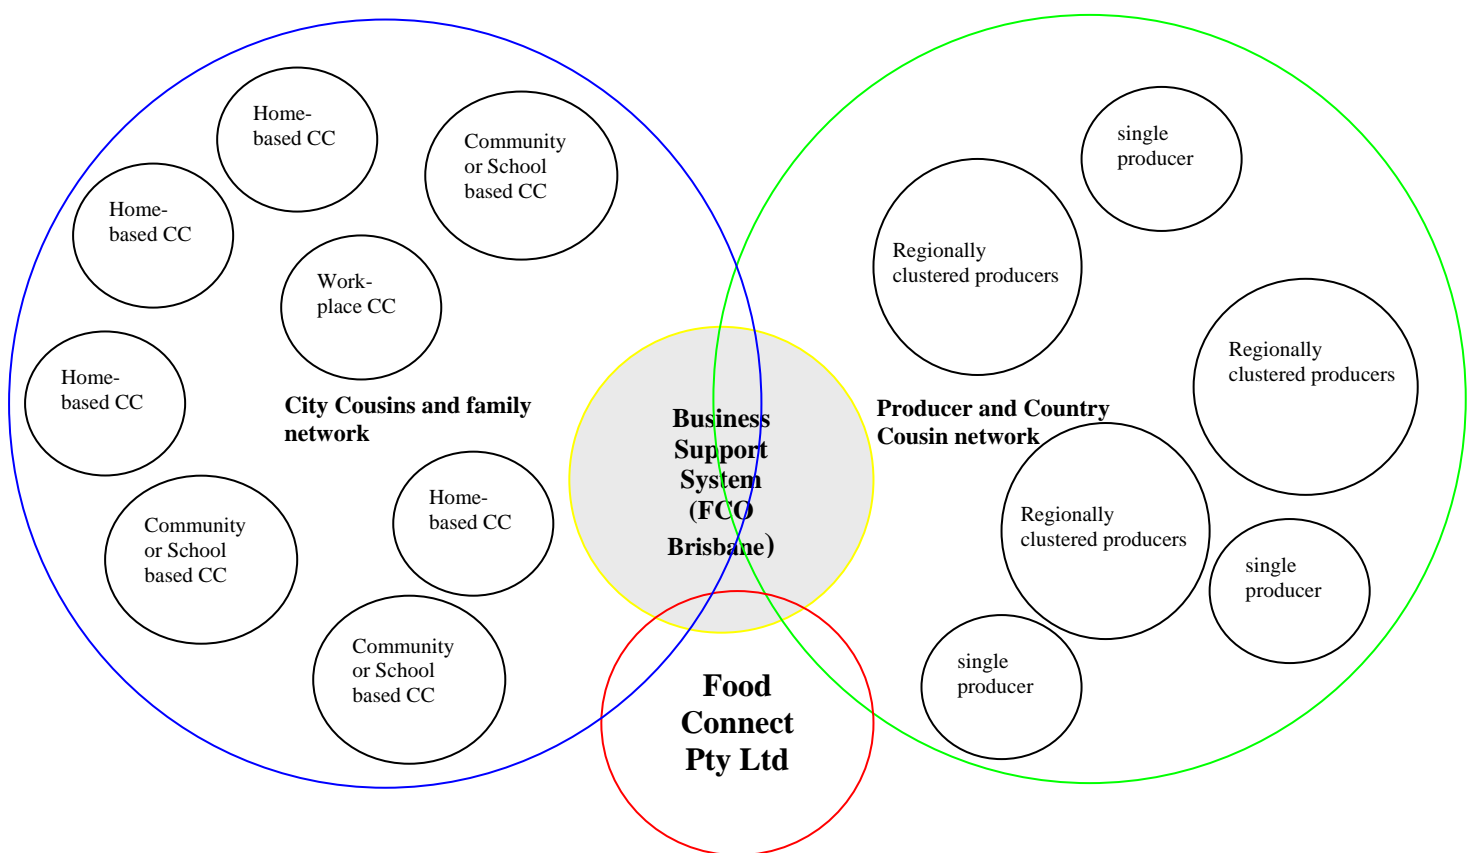 Home-
based CC
Community
or School
based CC
Home-
based CC
Work-
place CC
Home-
based CC
City Cousins and family
network
Home-
based CC
Community
or School
based CC
Community
or School
based CC
Business
Support
System
(FCO
Brisbane)
Food
Connect
Pty Ltd
single
producer
Regionally
clustered producers
Regionally
clustered producers
Producer and Country
Cousin network
Regionally
clustered producers
single
producer
single
producer